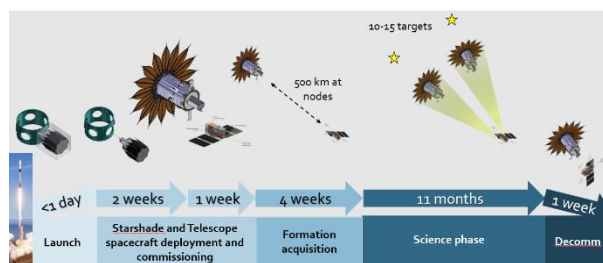 10-15 targets
500 km at
nodes
<1 day
2 weeks
1 week
4 weeks
11 months
1 week
Launch
Starshade and Telescope
spacecraft deployment and
commissioning
Formation
acquisition
Science phase
Decomm